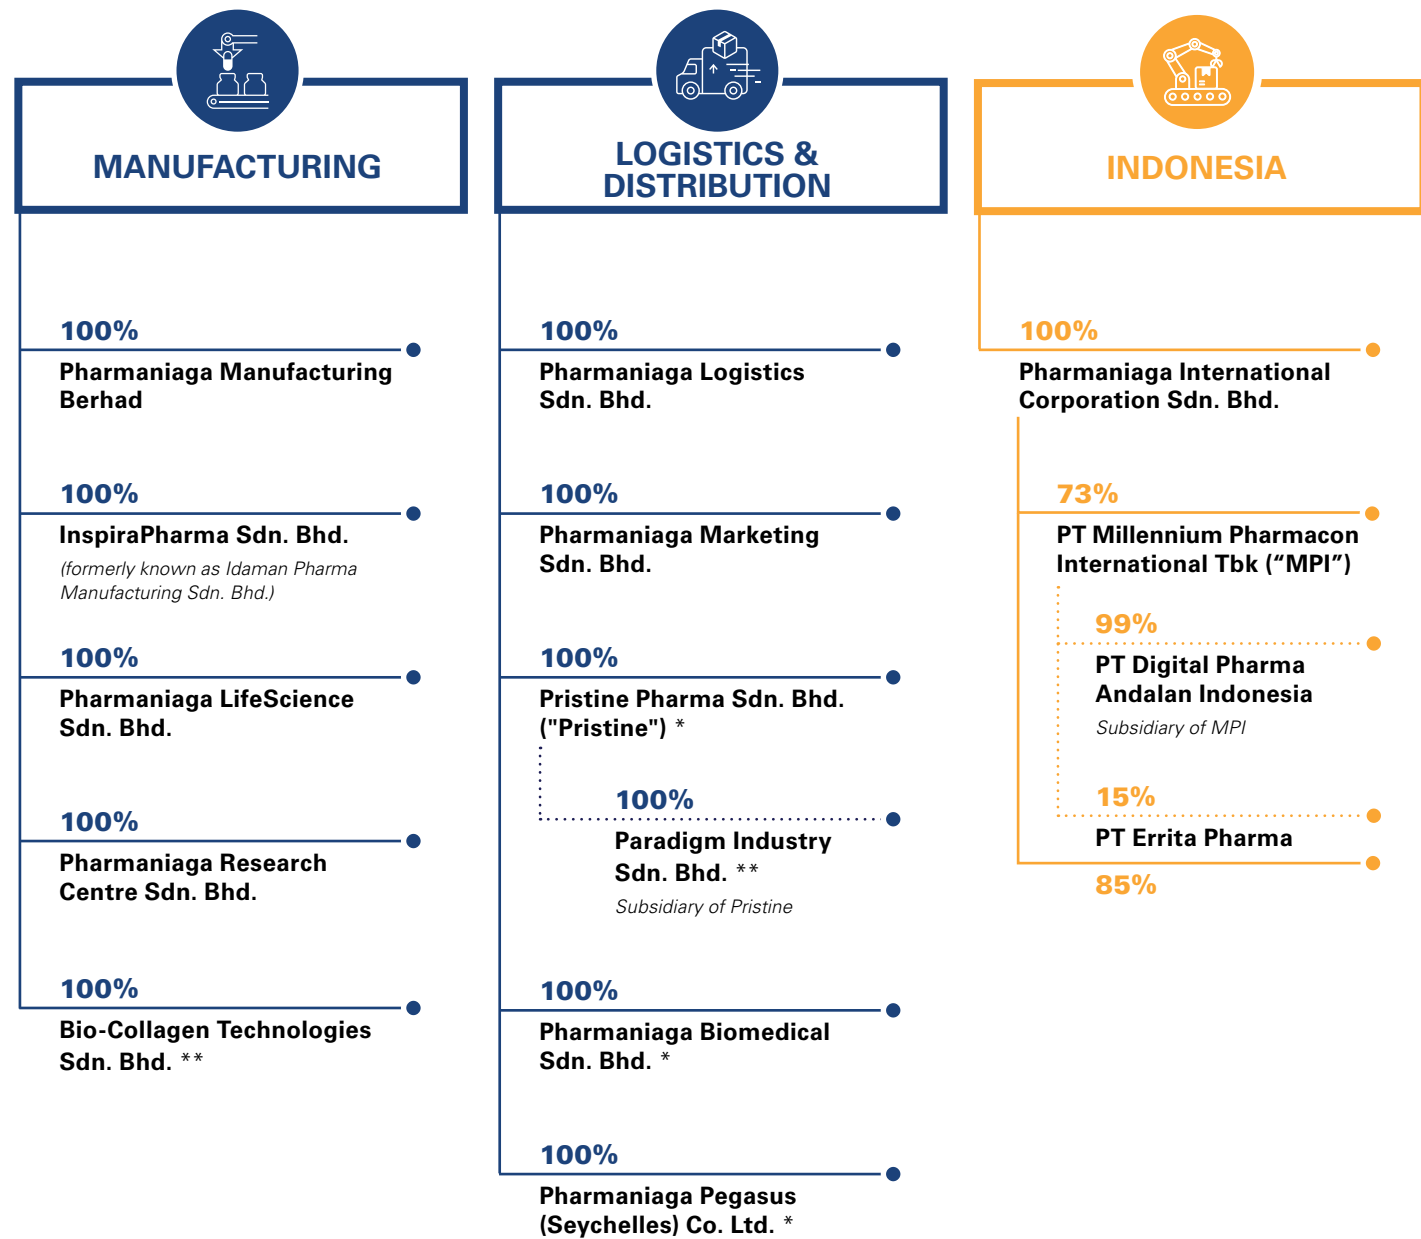 MANUFACTURING
100%
Pharmaniaga Manufacturing
Berhad
100%
InspiraPharma Sdn. Bhd.
(formerly known as Idaman Pharma
Manufacturing Sdn. Bhd.)
100%
Pharmaniaga LifeScience
Sdn. Bhd.
100%
Pharmaniaga Research
Centre Sdn. Bhd.
100%
Bio-Collagen Technologies
Sdn. Bhd. **
LOGISTICS &
DISTRIBUTION
100%
Pharmaniaga Logistics
Sdn. Bhd.
100%
Pharmaniaga Marketing
Sdn. Bhd.
100%
Pristine Pharma Sdn. Bhd.
("Pristine") *
100%
Paradigm Industry
Sdn. Bhd. **
Subsidiary of Pristine
100%
Pharmaniaga Biomedical
Sdn. Bhd. *
100%
Pharmaniaga Pegasus
(Seychelles) Co. Ltd. *
INDONESIA
100%
Pharmaniaga International
Corporation Sdn. Bhd.
73%
PT Millennium Pharmacon
International Tbk (“MPI”)
99%
PT Digital Pharma
Andalan Indonesia
Subsidiary of MPI
15%
PT Errita Pharma
85%